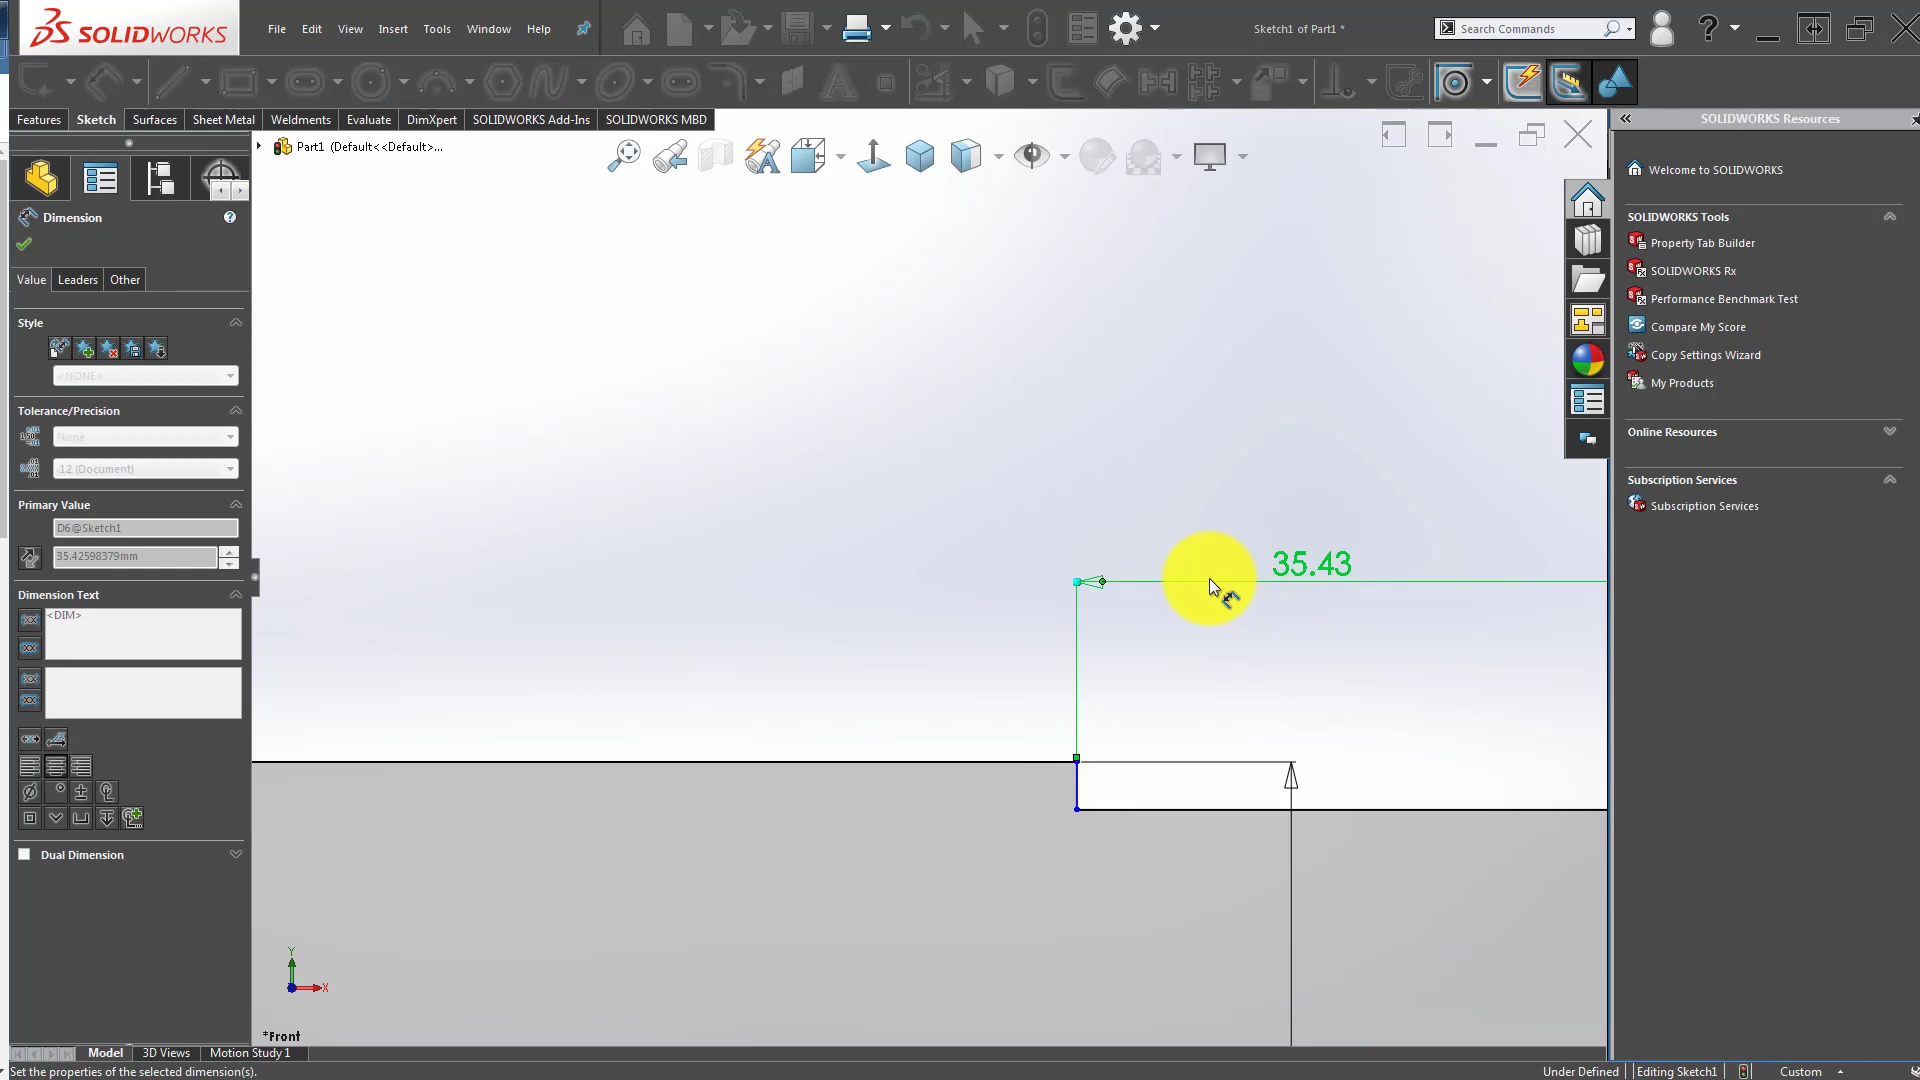 SOLIDWORKS
File Edit View Insert Tools Window Help
Sketch1 of Part1 *
Search Commands
Features Sketch Surfaces Sheet Metal Weldments Evaluate DimXpert SOLIDWORKS Add-Ins SOLIDWORKS MBD
SOLIDWORKS Resources
Part1 (Default<<Default>...
Dimension
Value Leaders Other
Style
<NONE>
Tolerance/Precision
None
.12 (Document)
Primary Value
D6@Sketch1
35.42598379mm
Dimension Text
<DIM>
Dual Dimension
35.43
Y
X
*Front
Welcome to SOLIDWORKS
SOLIDWORKS Tools
Property Tab Builder
SOLIDWORKS Rx
Performance Benchmark Test
Compare My Score
Copy Settings Wizard
My Products
Online Resources
Subscription Services
Subscription Services
Model 3D Views Motion Study 1
Set the properties of the selected dimension(s).
Under Defined Editing Sketch1 Custom